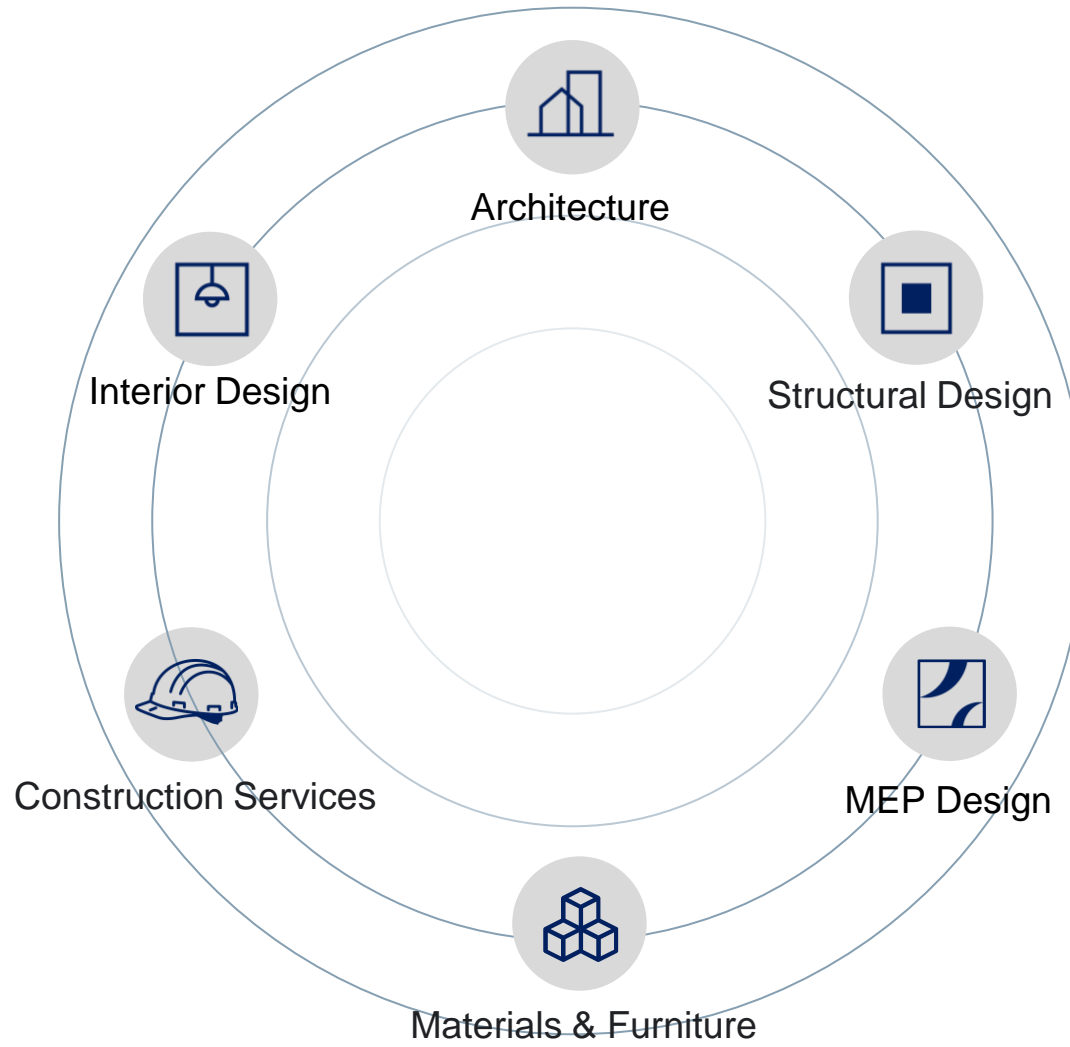 Architecture
Interior Design
Structural Design
Construction Services
MEP Design
Materials & Furniture